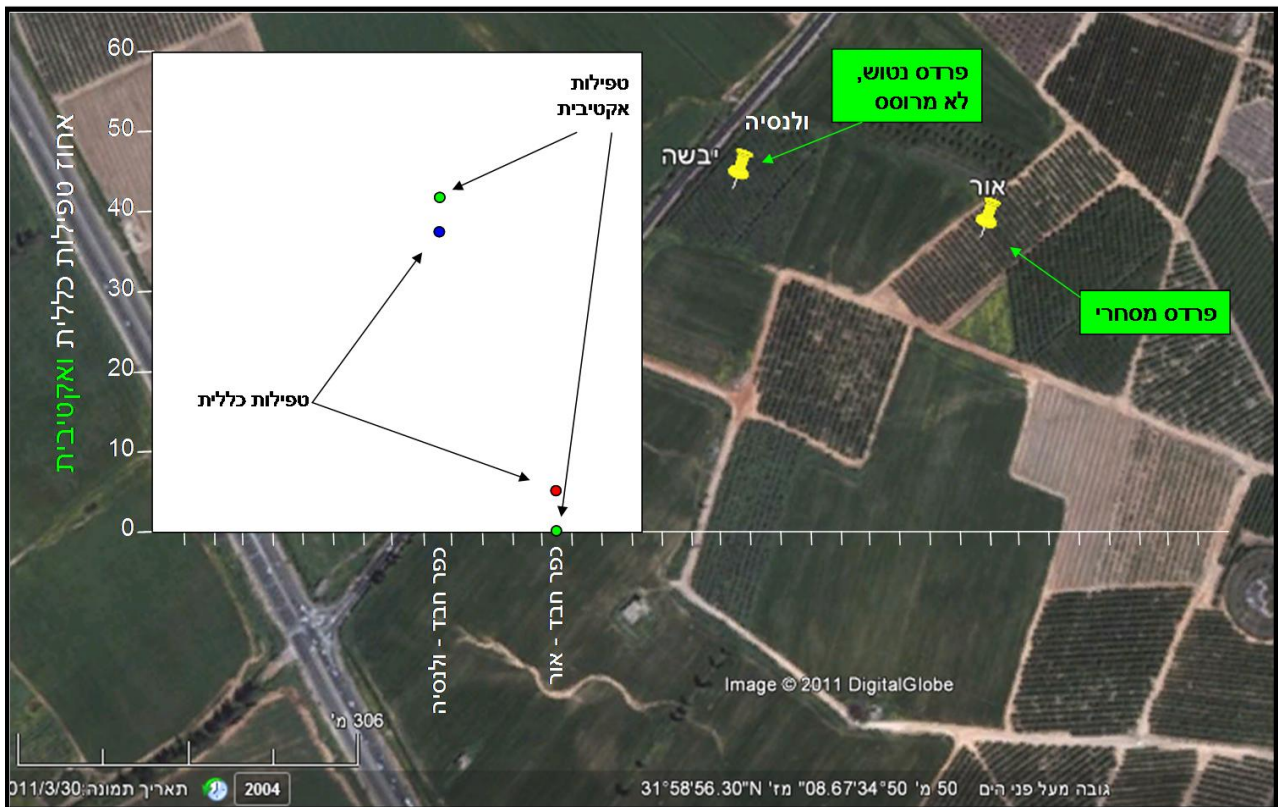 אחוז טפילות כללית ואקטיבית
60
50
40
30
20
10
0
טפילות
אקטיבית
טפילות כללית
כפר חבד - ולנסיה
כפר חבד - אור
פרדס נטוש,
לא מרוסס
ולנסיה
יבשה
אור
פרדס מסחרי
Image © 2011 DigitalGlobe
306 מ'
תאריך תמונה: 011/3/30
2004
31°58'56.30"N 'מז "08.67'34°50
גובה מעל פני הים 50 מ'